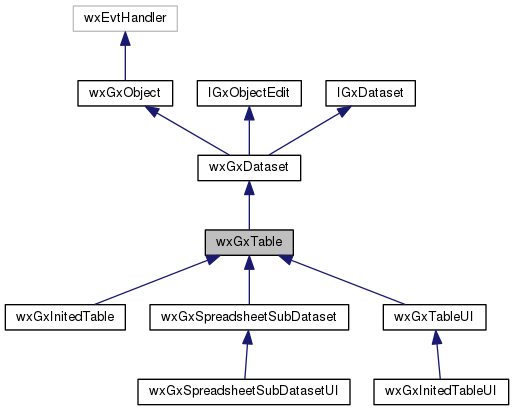 wxEvtHandler
wxGxObject
IGxObjectEdit
IGxDataset
wxGxDataset
wxGxTable
wxGxInitedTable
wxGxSpreadsheetSubDataset
wxGxTableUI
wxGxSpreadsheetSubDatasetUI
wxGxInitedTableUI